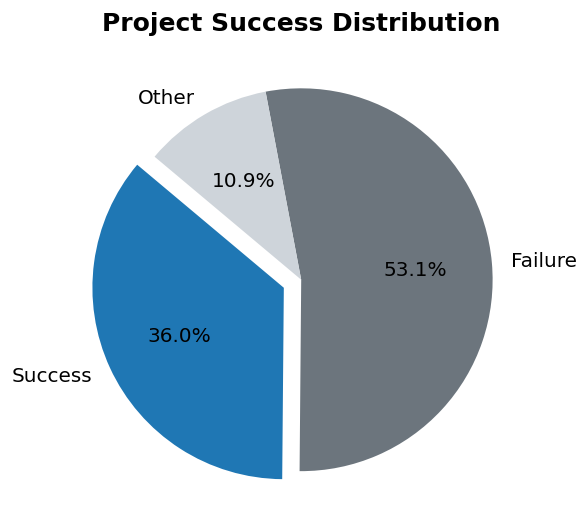 Project Success Distribution
Other
10.9%
53.1%
Failure
36.0%
Success